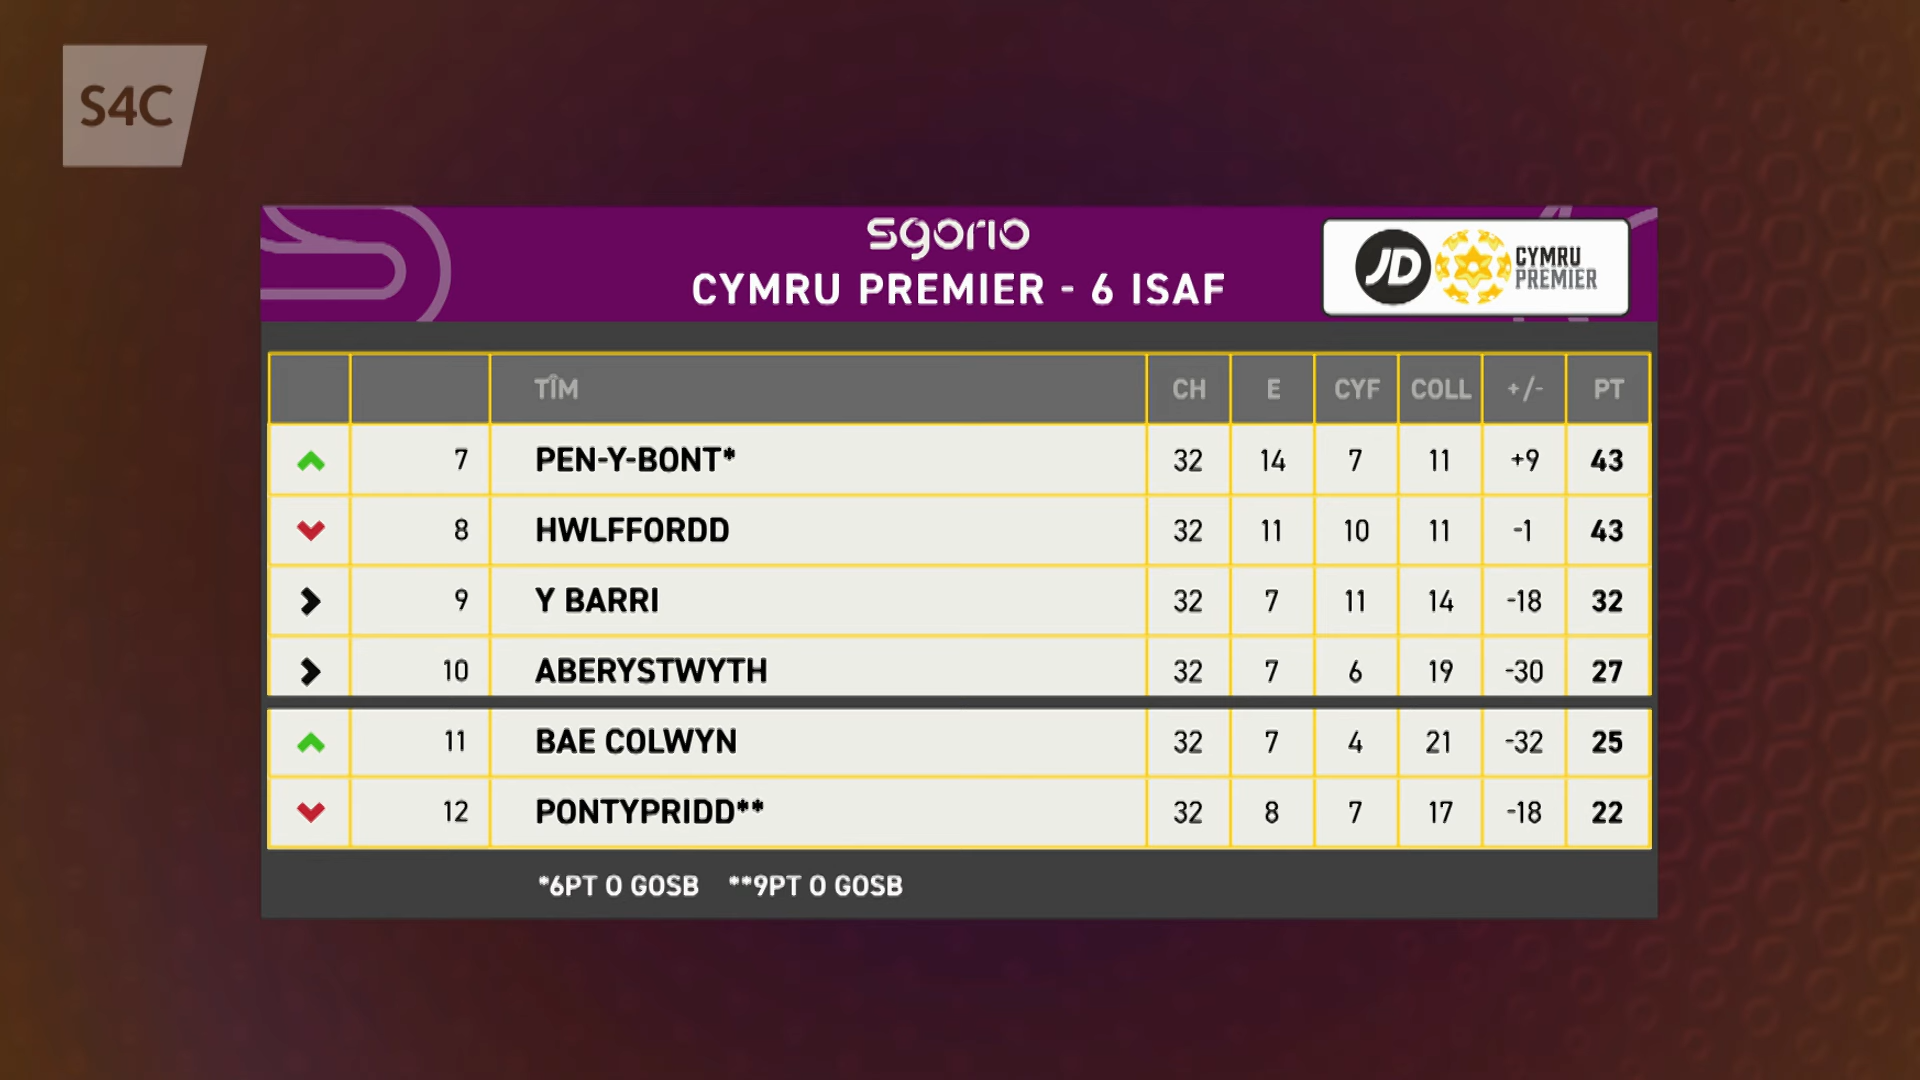 S4C
sgorio
CYMRU PREMIER - 6 ISAF
JD CYMRU PREMIER
TÎM CH E CYF COLL +/- PT
7 PEN-Y-BONT* 32 14 7 11 +9 43
8 HWLFFORDD 32 11 10 11 -1 43
9 Y BARRI 32 7 11 14 -18 32
10 ABERYSTWYTH 32 7 6 19 -30 27
11 BAE COLWYN 32 7 4 21 -32 25
12 PONTYPRIDD** 32 8 7 17 -18 22
*6PT O GOSB **9PT O GOSB